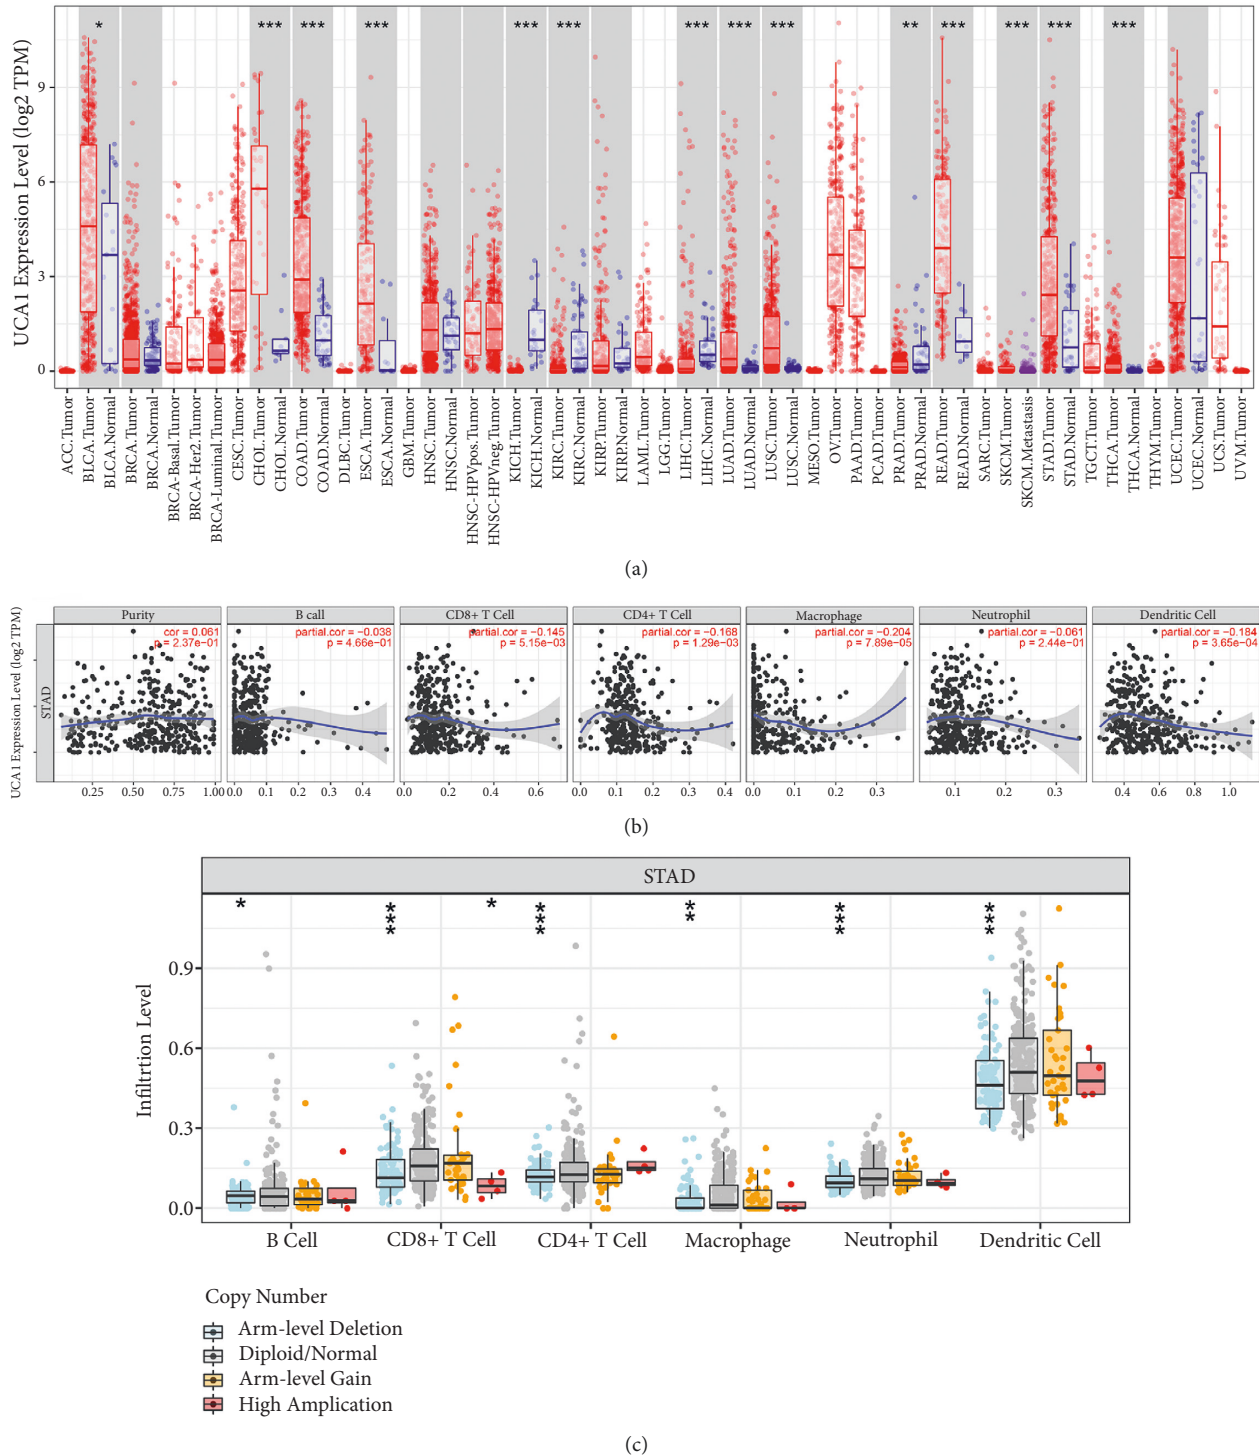 * *** *** *** *** *** *** *** *** ** *** *** *** ***
UCA1 Expression Level (log2 TPM)
9
6
3
0
ACC.Tumor
BLCA.Tumor
BLCA.Normal
BRCA.Tumor
BRCA.Normal
BRCA-Basal.Tumor
BRCA-Her2.Tumor
BRCA-Luminal.Tumor
CESC.Tumor
CHOL.Tumor
CHOL.Normal
COAD.Tumor
COAD.Normal
DLBC.Tumor
ESCA.Tumor
ESCA.Normal
GBM.Tumor
HNSC.Tumor
HNSC.Normal
HNSC-HPVpos.Tumor
HNSC-HPVneg.Tumor
KICH.Tumor
KICH.Normal
KIRC.Tumor
KIRC.Normal
KIRP.Tumor
KIRP.Normal
LAML.Tumor
LGG.Tumor
LIHC.Tumor
LIHC.Normal
LUAD.Tumor
LUAD.Normal
LUSC.Tumor
LUSC.Normal
MESO.Tumor
OV.Tumor
PAAD.Tumor
PCAD.Tumor
PRAD.Tumor
PRAD.Normal
READ.Tumor
READ.Normal
SARC.Tumor
SKCM.Tumor
SKCM.Metastasis
STAD.Tumor
STAD.Normal
TGCT.Tumor
THCA.Tumor
THCA.Normal
THYM.Tumor
UCEC.Tumor
UCEC.Normal
UCS.Tumor
UVM.Tumor
(a)
UCA1 Expression Level (log2 TPM)
STAD
Purity
cor = 0.061
p = 2.37e-01
0.25 0.50 0.75 1.00
B call
partial.cor = −0.038
p = 4.66e-01
0.0 0.1 0.2 0.3 0.4
CD8+ T Cell
partial.cor = −0.145
p = 5.15e-03
0.0 0.2 0.4 0.6
CD4+ T Cell
partial.cor = −0.168
p = 1.29e-03
0.0 0.1 0.2 0.3 0.4
Macrophage
partial.cor = −0.204
p = 7.89e-05
0.0 0.1 0.2 0.3
Neutrophil
partial.cor = −0.061
p = 2.44e-01
0.1 0.2 0.3
Dendritic Cell
partial.cor = −0.184
p = 3.65e-04
0.4 0.6 0.8 1.0
(b)
STAD
* *** * *** ** *** ***
Infiltrtion Level
0.9
0.6
0.3
0.0
B Cell CD8+ T Cell CD4+ T Cell Macrophage Neutrophil Dendritic Cell
Copy Number
Arm-level Deletion
Diploid/Normal
Arm-level Gain
High Amplication
(c)